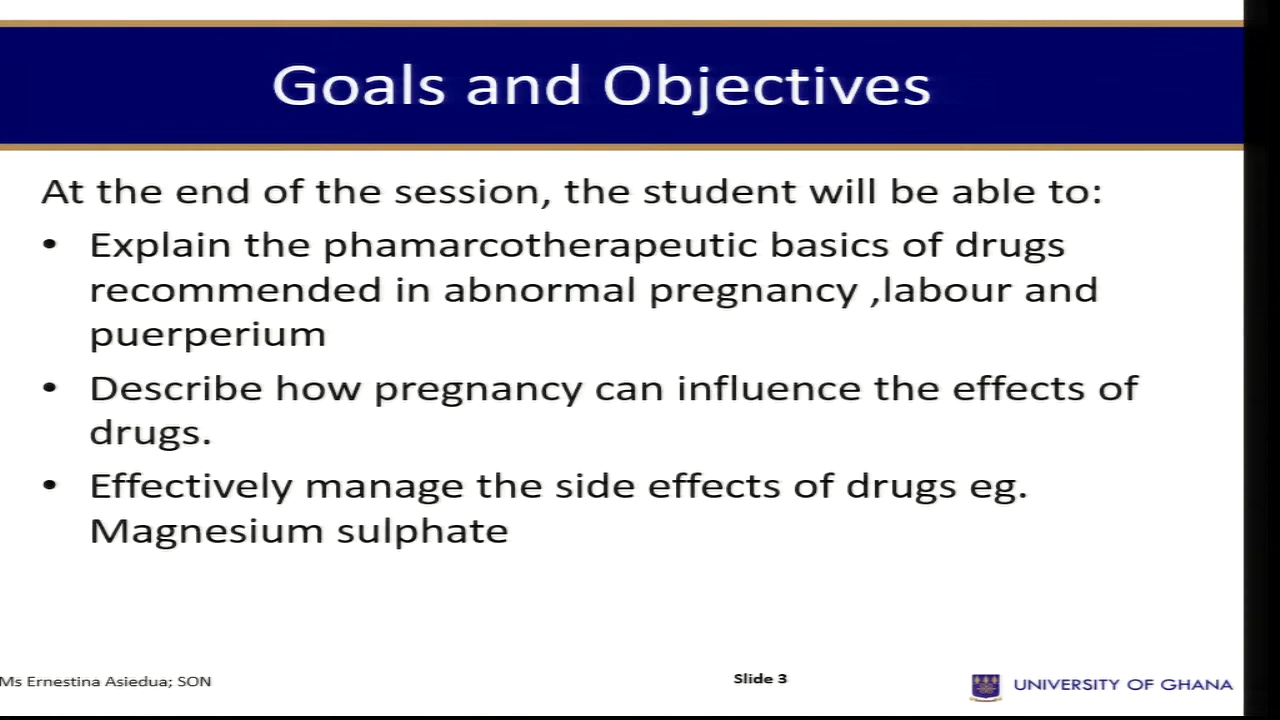 Goals and Objectives
At the end of the session, the student will be able to:
• Explain the phamarcotherapeutic basics of drugs
recommended in abnormal pregnancy ,labour and
puerperium
• Describe how pregnancy can influence the effects of
drugs.
• Effectively manage the side effects of drugs eg.
Magnesium sulphate
Ms Ernestina Asiedua; SON
Slide 3
UNIVERSITY OF GHANA